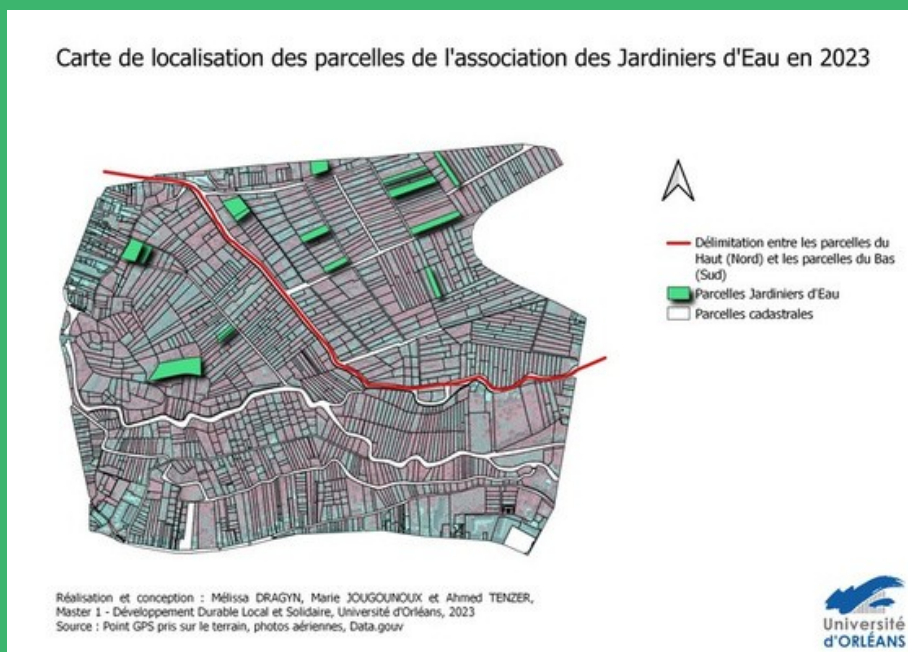 Carte de localisation des parcelles de l'association des Jardiniers d'Eau en 2023
Délimitation entre les parcelles du
Haut (Nord) et les parcelles du Bas
(Sud)
Parcelles Jardiniers d'Eau
Parcelles cadastrales
Réalisation et conception : Mélissa DRAGYN, Marie JOUGOUNOUX et Ahmed TENZER,
Master 1 - Développement Durable Local et Solidaire, Université d'Orléans, 2023
Source : Point GPS pris sur le terrain, photos aériennes, Data.gouv
Université
d'ORLÉANS